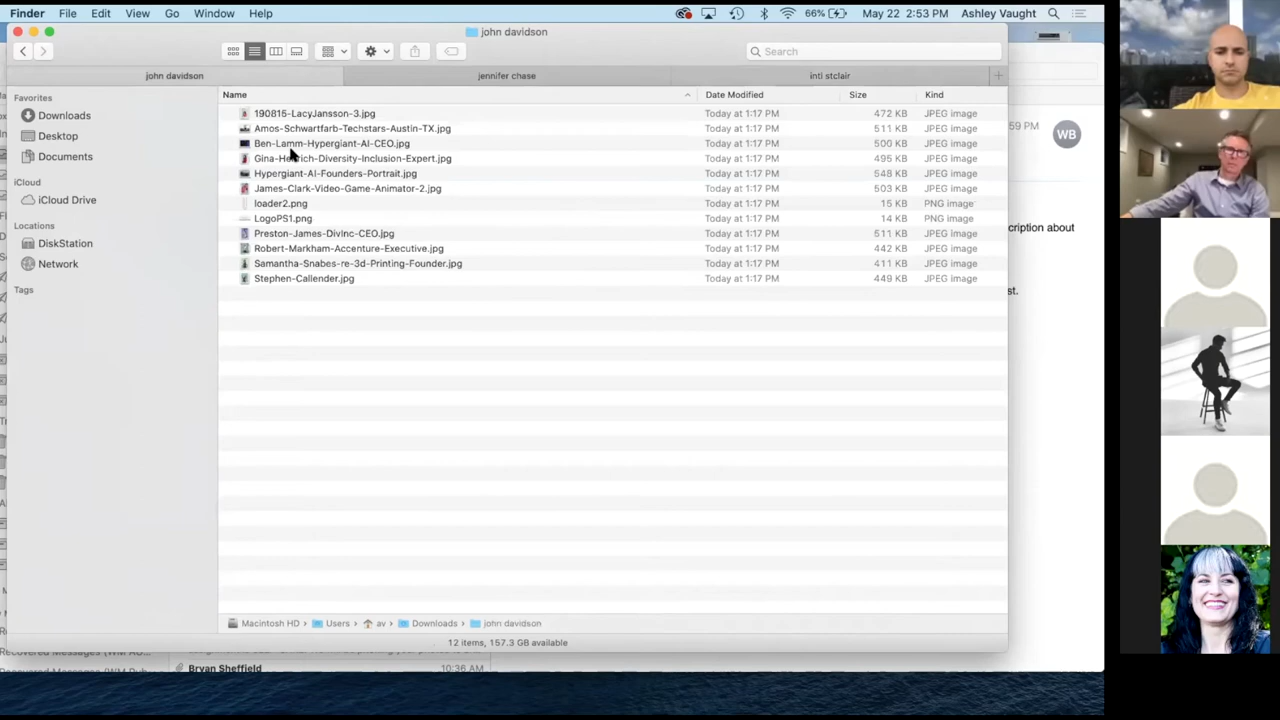 Finder File Edit View Go Window Help 66% May 22 2:53 PM Ashley Vaught
john davidson
Search
john davidson jennifer chase inti stclair
Favorites
Downloads
Desktop
Documents
iCloud
iCloud Drive
Locations
DiskStation
Network
Tags
Name Date Modified Size Kind
190815-LacyJansson-3.jpg Today at 1:17 PM 472 KB JPEG image
Amos-Schwartfarb-Techstars-Austin-TX.jpg Today at 1:17 PM 511 KB JPEG image
Ben-Lamm-Hypergiant-AI-CEO.jpg Today at 1:17 PM 500 KB JPEG image
Today at 1:17 PM 495 KB JPEG image
Hypergiant-AI-Founders-Portrait.jpg Today at 1:17 PM 548 KB JPEG image
James-Clark-Video-Game-Animator-2.jpg Today at 1:17 PM 503 KB JPEG image
loader2.png Today at 1:17 PM 15 KB PNG image
LogoPS1.png Today at 1:17 PM 14 KB PNG image
Preston-James-DivInc-CEO.jpg Today at 1:17 PM 511 KB JPEG image
Robert-Markham-Accenture-Executive.jpg Today at 1:17 PM 442 KB JPEG image
Samantha-Snabes-re-3d-Printing-Founder.jpg Today at 1:17 PM 411 KB JPEG image
Stephen-Callender.jpg Today at 1:17 PM 449 KB JPEG image
Macintosh HD Users av Downloads john davidson
12 items, 157.3 GB available
59 PM WB
cription about
st.
Bryan Sheffield 10:36 AM